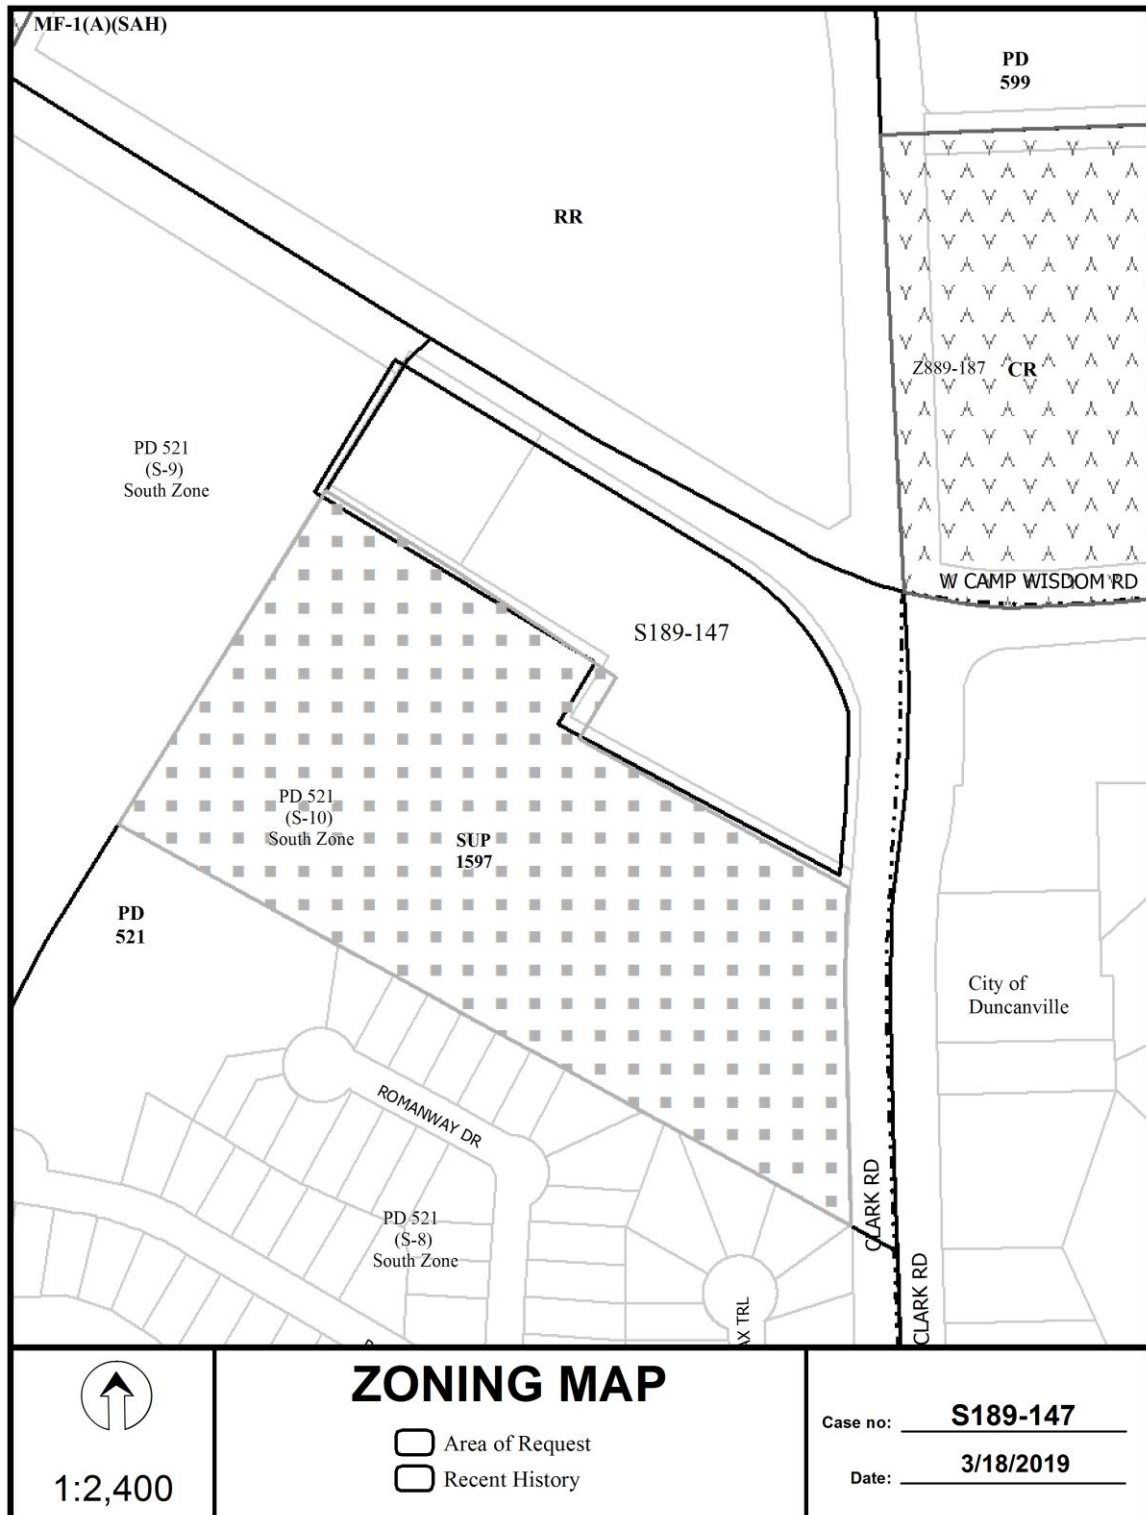 MF-1(A)(SAH)
PD
599
RR
Z889-187
CR
PD 521
(S-9)
South Zone
W CAMP WISDOM RD
S189-147
PD 521
(S-10)
South Zone
SUP
1597
PD
521
City of
Duncanville
ROMANWAY DR
PD 521
(S-8)
South Zone
CLARK RD
CLARK RD
AX TRL
1:2,400
ZONING MAP
Area of Request
Recent History
Case no: S189-147
Date: 3/18/2019